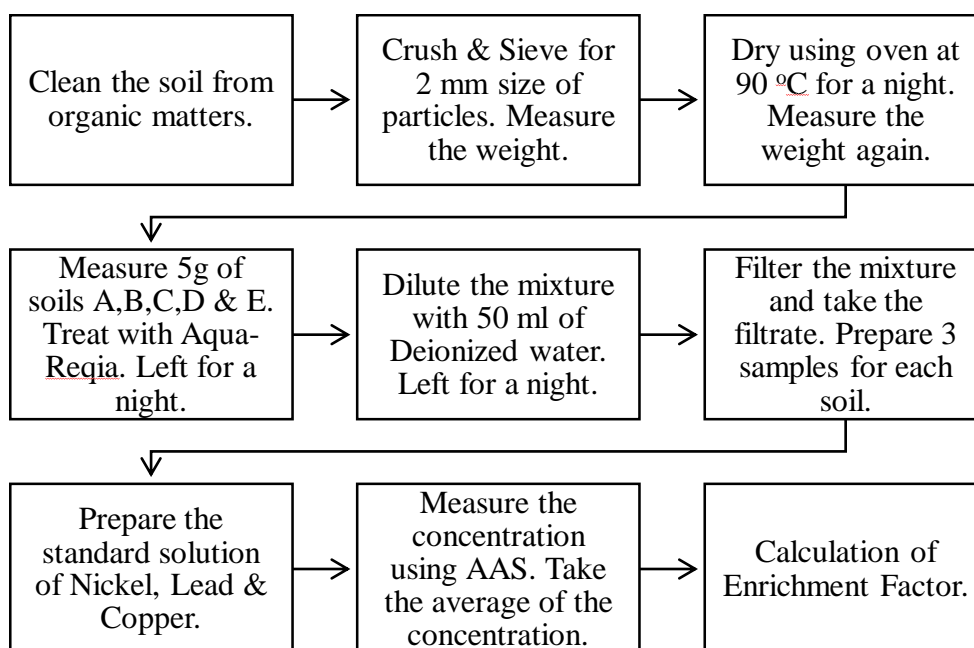 Clean the soil from
organic matters.
Crush & Sieve for
2 mm size of
particles. Measure
the weight.
Dry using oven at
90 ºC for a night.
Measure the
weight again.
Measure 5g of
soils A,B,C,D & E.
Treat with Aqua-
Reqia. Left for a
night.
Dilute the mixture
with 50 ml of
Deionized water.
Left for a night.
Filter the mixture
and take the
filtrate. Prepare 3
samples for each
soil.
Prepare the
standard solution
of Nickel, Lead &
Copper.
Measure the
concentration
using AAS. Take
the average of the
concentration.
Calculation of
Enrichment Factor.